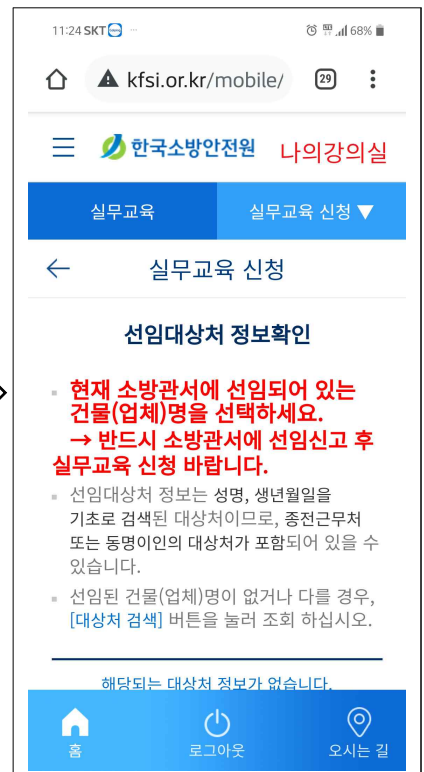 11:24 SKT
68%
kfsi.or.kr/mobile/ 29
한국소방안전원 나의강의실
실무교육 실무교육 신청 ▼
← 실무교육 신청
선임대상처 정보확인
현재 소방관서에 선임되어 있는
건물(업체)명을 선택하세요.
→ 반드시 소방관서에 선임신고 후
실무교육 신청 바랍니다.
선임대상처 정보는 성명, 생년월일을
기초로 검색된 대상처이므로, 종전근무처
또는 동명이인의 대상처가 포함되어 있을 수
있습니다.
선임된 건물(업체)명이 없거나 다를 경우,
[대상처 검색] 버튼을 눌러 조회 하십시오.
해당되는 대상처 정보가 없습니다.
홈 로그아웃 오시는 길